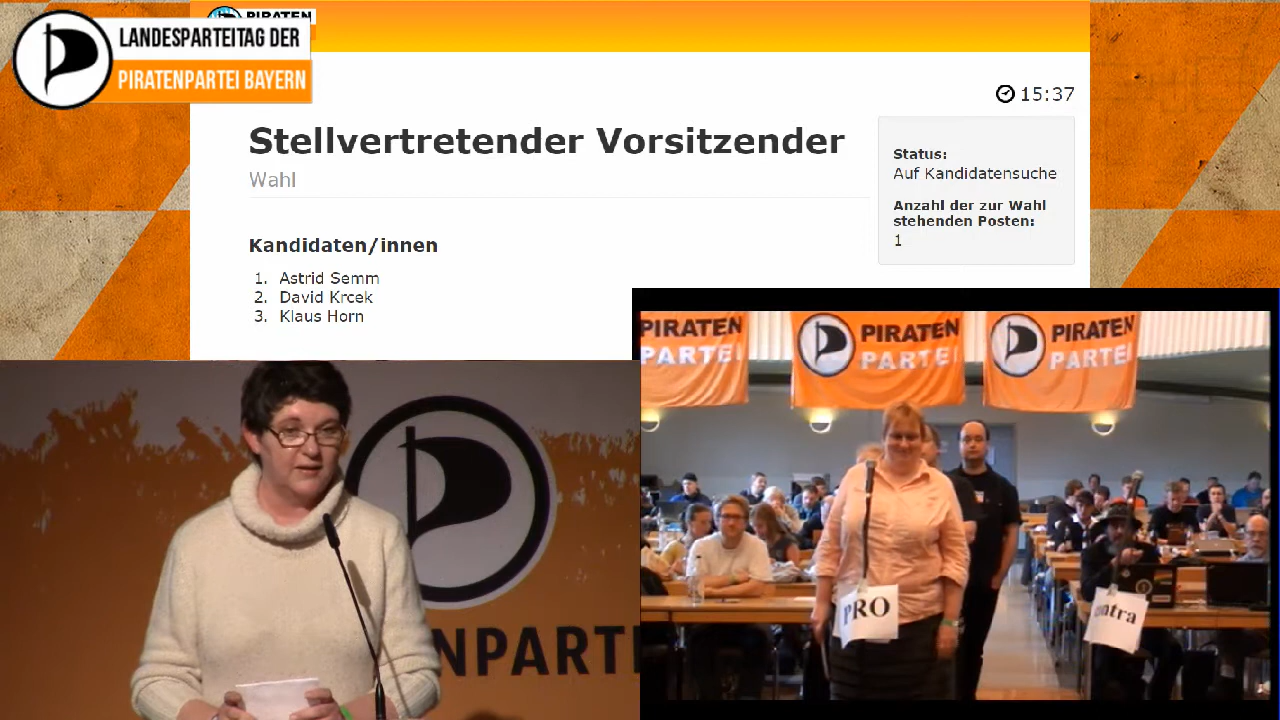 PIRATEN
LANDESPARTEITAG DER
PIRATENPARTEI BAYERN
15:37
Stellvertretender Vorsitzender
Wahl
Status:
Auf Kandidatensuche
Anzahl der zur Wahl
stehenden Posten:
1
Kandidaten/innen
1. Astrid Semm
2. David Krcek
3. Klaus Horn
PIRATEN
PARTEI
PIRATEN
PARTEI
PIRATEN
PARTEI
NPARTEI
PRO
ontra